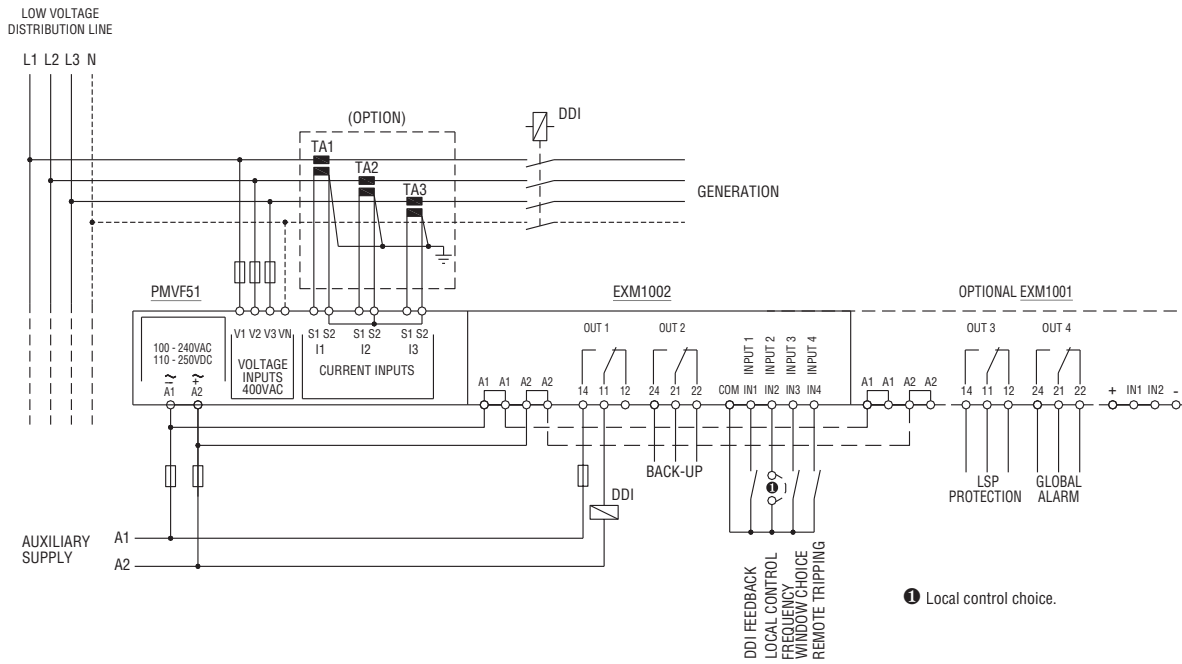 LOW VOLTAGE
DISTRIBUTION LINE
L1 L2 L3 N
(OPTION)
DDI
TA1
TA2
TA3
GENERATION
PMVF51
EXM1002
OPTIONAL EXM1001
100 - 240VAC
110 - 250VDC
A1 A2
V1 V2 V3 VN
VOLTAGE
INPUTS
400VAC
S1 S2 S1 S2 S1 S2
I1 I2 I3
CURRENT INPUTS
OUT 1 OUT 2
INPUT 1
INPUT 2
INPUT 3
INPUT 4
OUT 3 OUT 4
A1 A1 A2 A2
14 11 12 24 21 22
COM IN1 IN2 IN3 IN4
A1 A1 A2 A2
14 11 12 24 21 22
+ IN1 IN2 -
BACK-UP
❶
LSP
PROTECTION
GLOBAL
ALARM
DDI
AUXILIARY
SUPPLY
A1
A2
DDI FEEDBACK
LOCAL CONTROL
FREQUENCY
WINDOW CHOICE
REMOTE TRIPPING
❶ Local control choice.